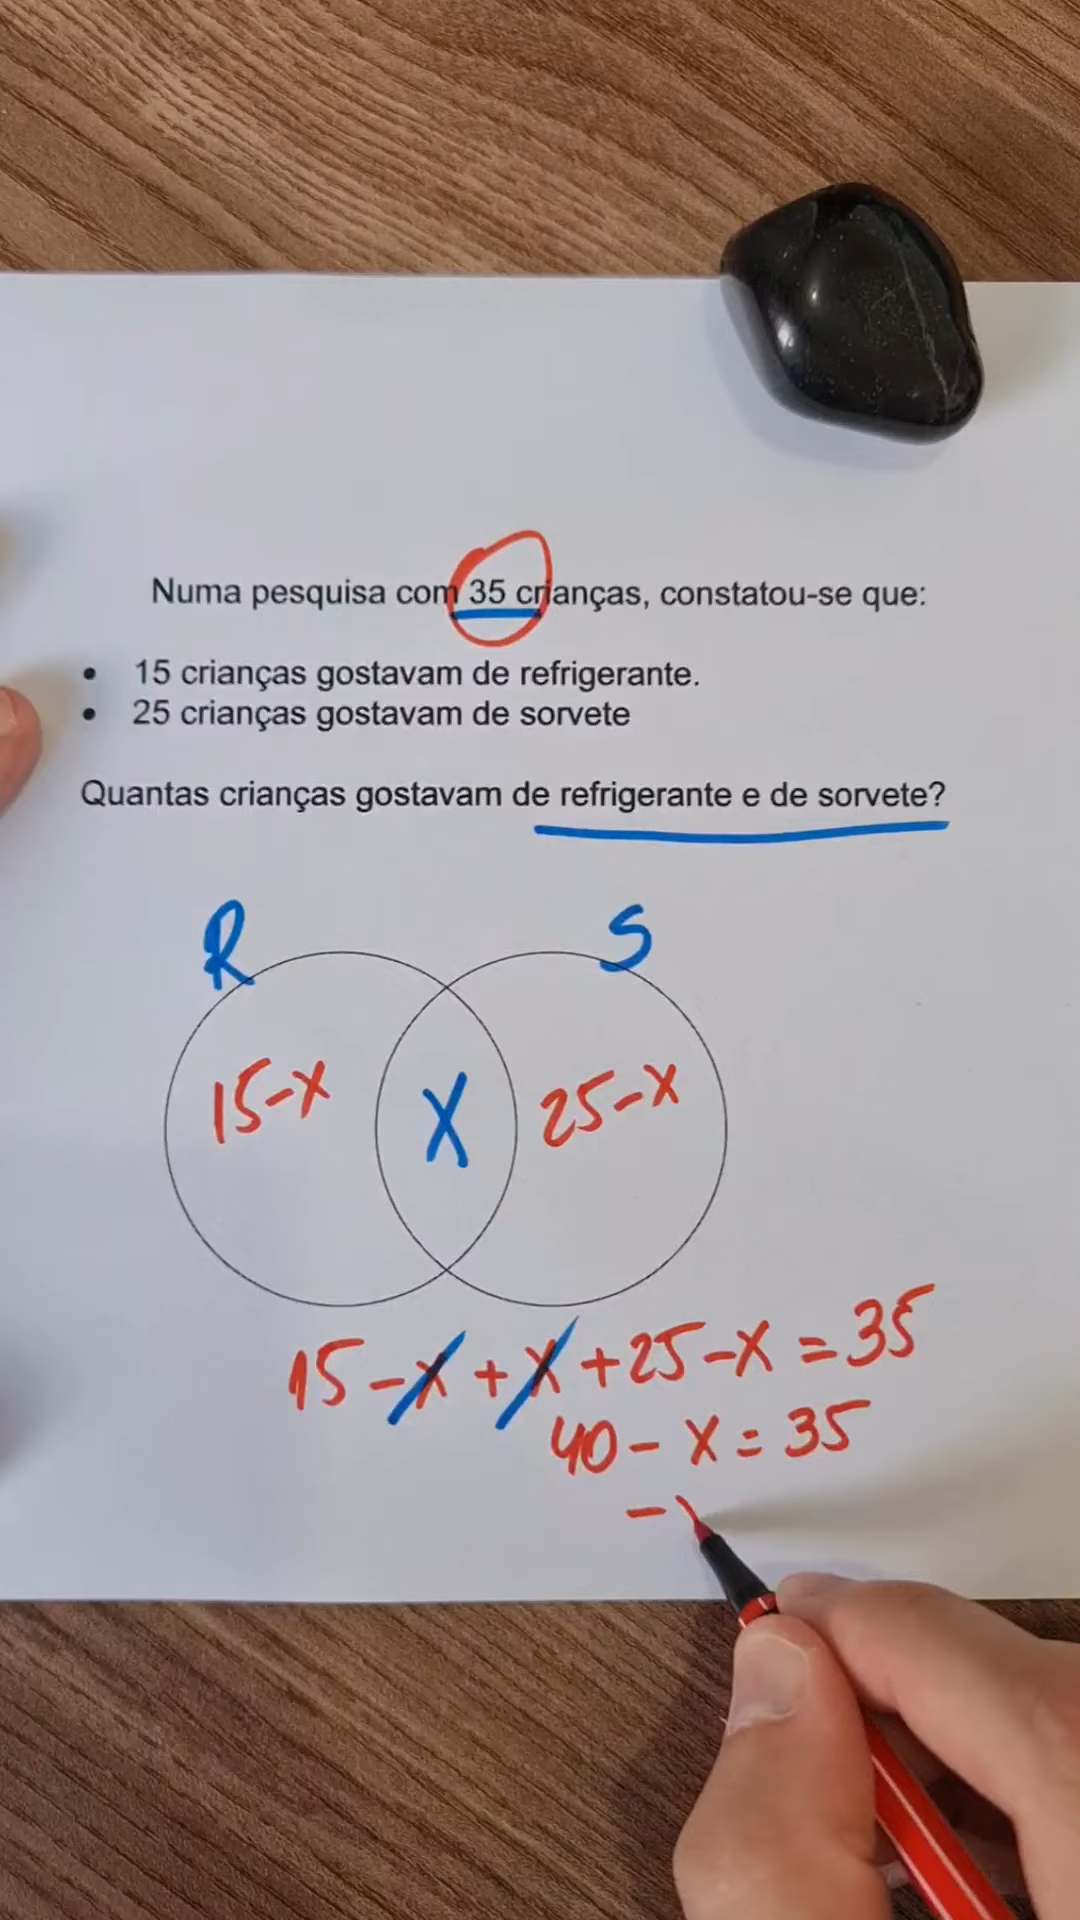 Numa pesquisa com 35 crianças, constatou-se que:
• 15 crianças gostavam de refrigerante.
• 25 crianças gostavam de sorvete
Quantas crianças gostavam de refrigerante e de sorvete?
R S
15-x X 25-x
15-x+x+25-x=35
40-x=35
-